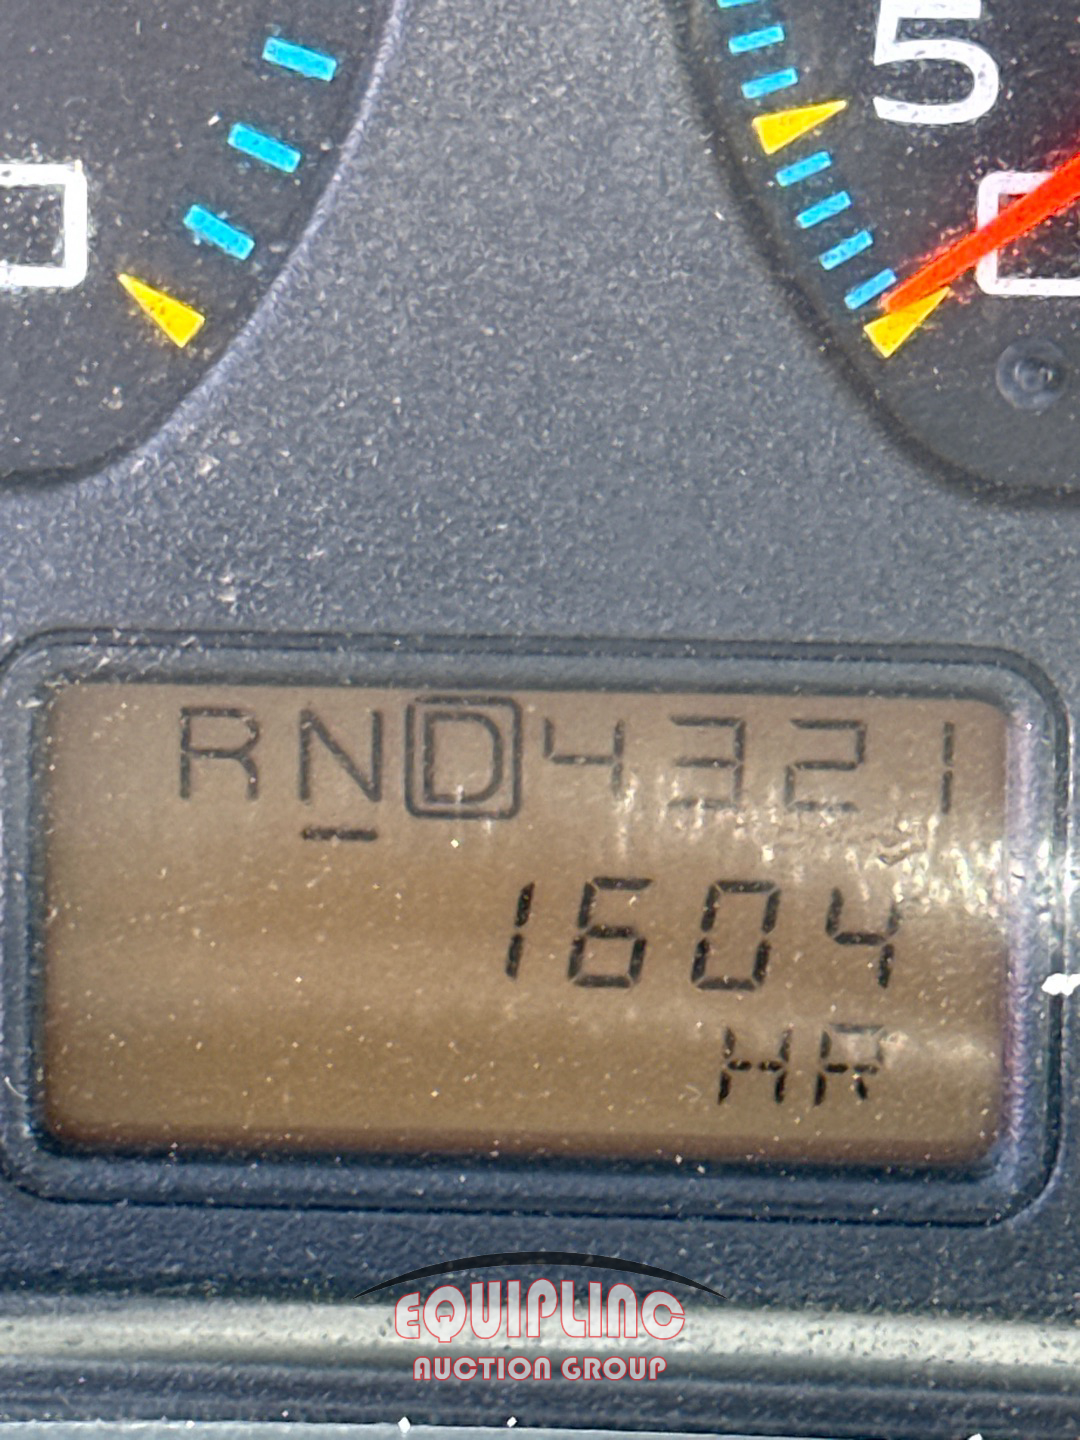 5
RND4321
1604
HR
EQUIPLINC
AUCTION GROUP